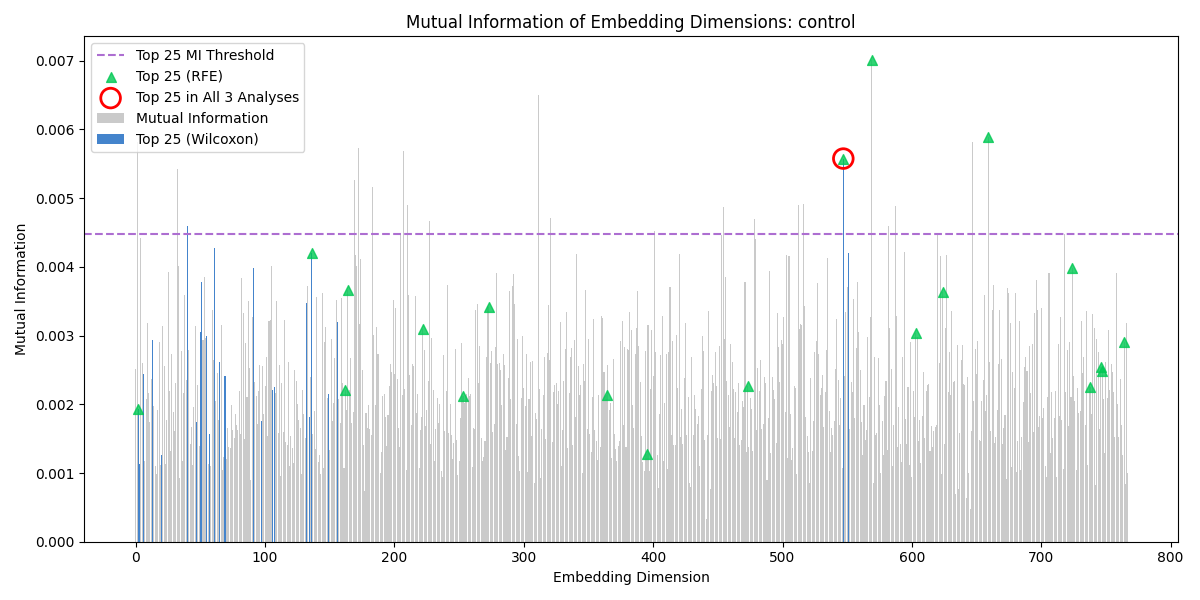 Mutual Information of Embedding Dimensions: control
Top 25 MI Threshold
Top 25 (RFE)
Top 25 in All 3 Analyses
Mutual Information
Top 25 (Wilcoxon)
0.007
0.006
0.005
0.004
0.003
0.002
0.001
0.000
Mutual Information
0 100 200 300 400 500 600 700 800
Embedding Dimension